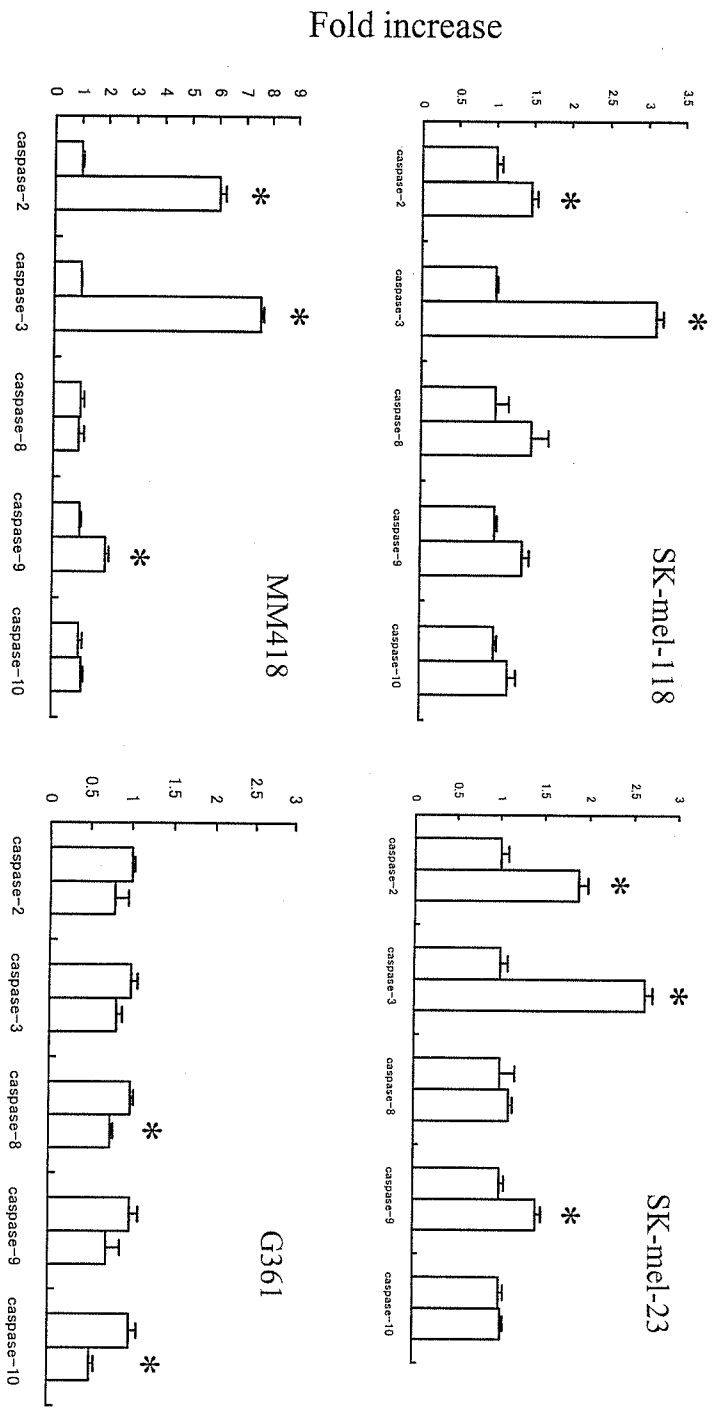 Fold increase
SK-mel-118
3.5
3
2.5
2
1.5
1
0.5
0
*
*
caspase-2
caspase-3
caspase-8
caspase-9
caspase-10
SK-mel-23
3
2.5
2
1.5
1
0.5
0
*
*
*
caspase-2
caspase-3
caspase-8
caspase-9
caspase-10
MM418
9
8
7
6
5
4
3
2
1
0
*
*
*
caspase-2
caspase-3
caspase-8
caspase-9
caspase-10
G361
3
2.5
2
1.5
1
0.5
0
*
*
caspase-2
caspase-3
caspase-8
caspase-9
caspase-10